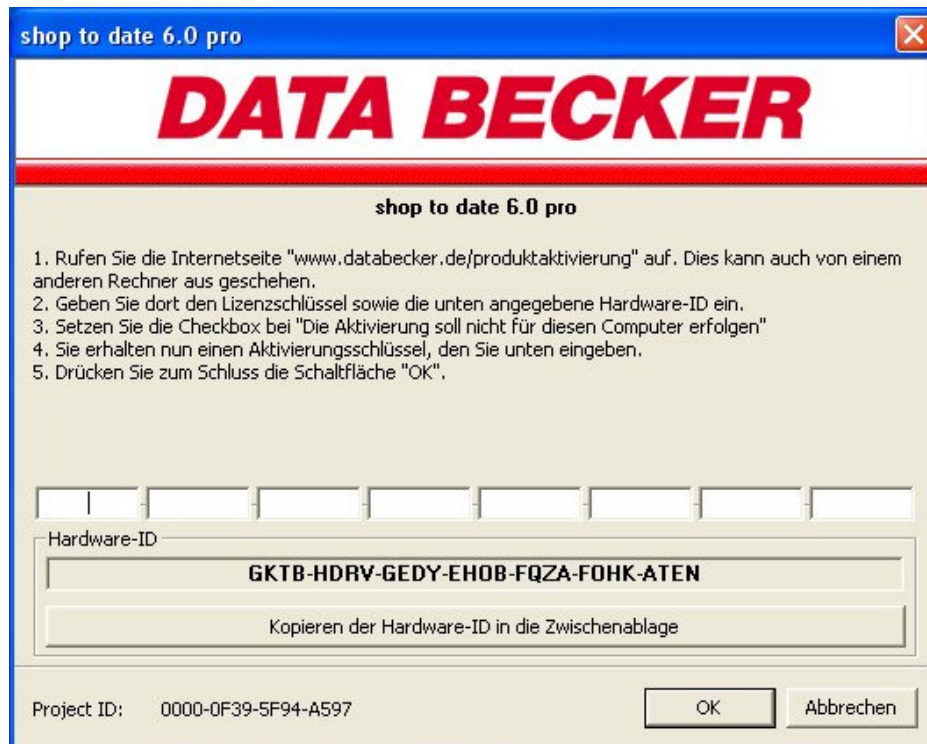 shop to date 6.0 pro
DATA BECKER
shop to date 6.0 pro
1. Rufen Sie die Internetseite "www.databecker.de/produktaktivierung" auf. Dies kann auch von einem
anderen Rechner aus geschehen.
2. Geben Sie dort den Lizenzschlüssel sowie die unten angegebene Hardware-ID ein.
3. Setzen Sie die Checkbox bei "Die Aktivierung soll nicht für diesen Computer erfolgen"
4. Sie erhalten nun einen Aktivierungsschlüssel, den Sie unten eingeben.
5. Drücken Sie zum Schluss die Schaltfläche "OK".
Hardware-ID
GKTB-HDRV-GEDY-EHOB-FQZA-FOHK-ATEN
Kopieren der Hardware-ID in die Zwischenablage
Project ID: 0000-0F39-5F94-A597 OK Abbrechen